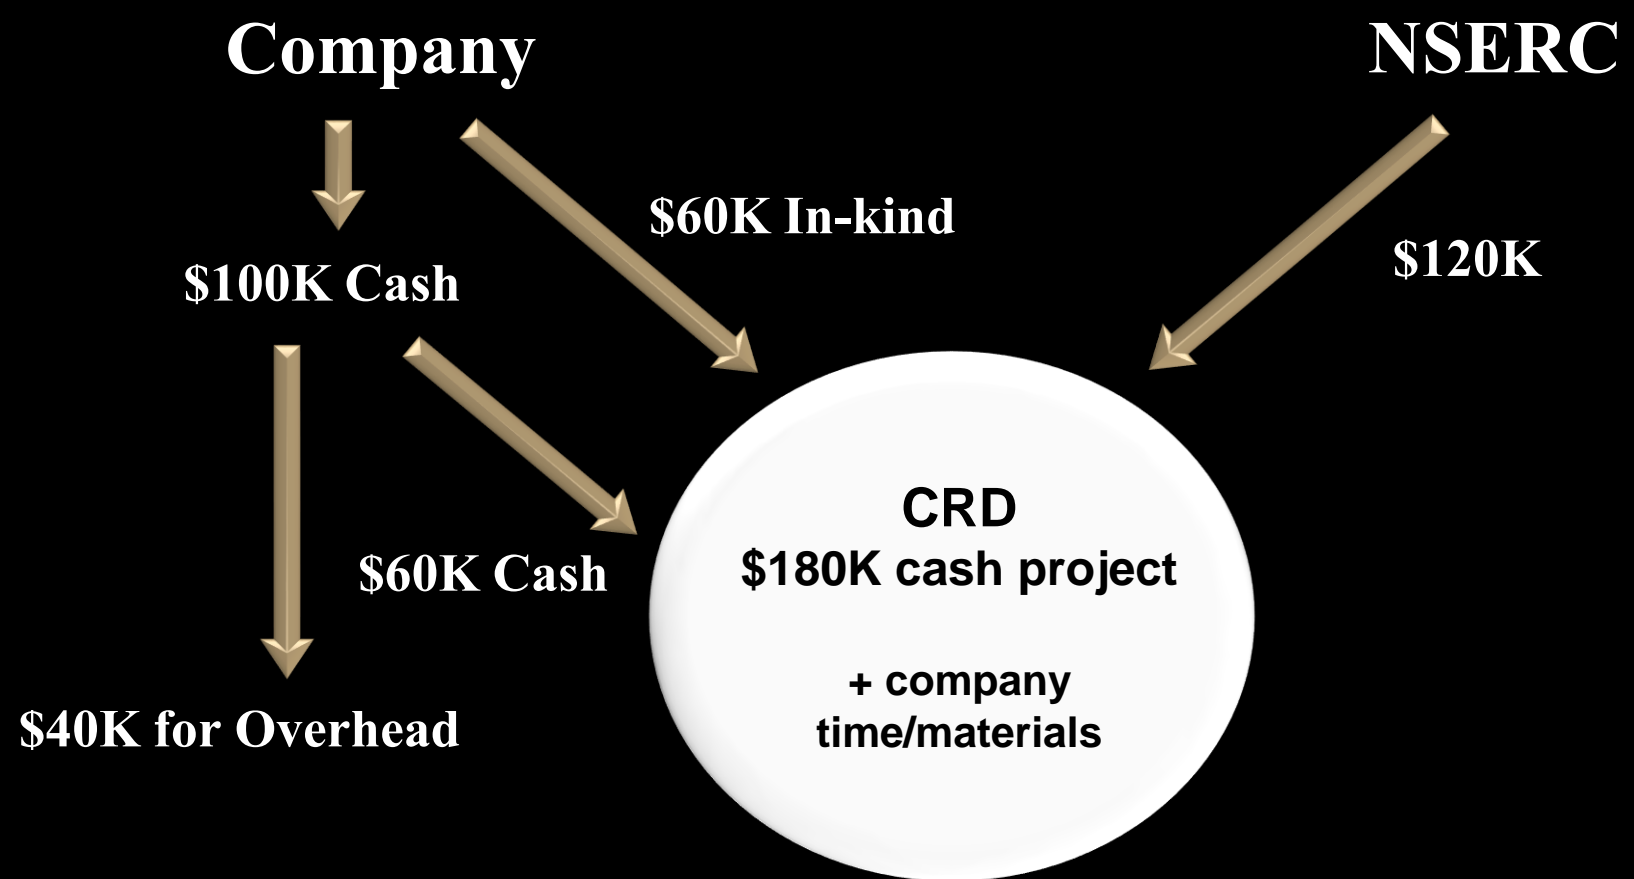 Company
NSERC
$60K In-kind
$120K
$100K Cash
CRD
$180K cash project
$60K Cash
+ company
time/materials
$40K for Overhead